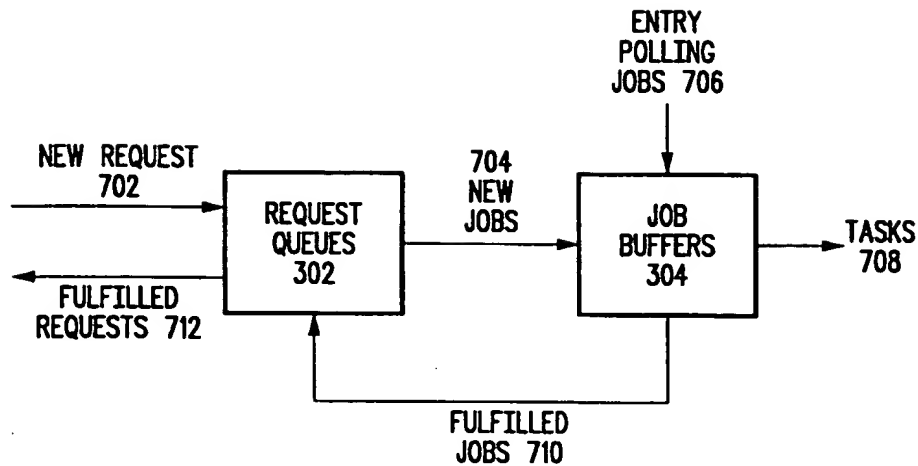 ENTRY
POLLING
JOBS 706
NEW REQUEST
702
704
NEW
JOBS
REQUEST
QUEUES
302
JOB
BUFFERS
304
TASKS
708
FULFILLED
REQUESTS 712
FULFILLED
JOBS 710